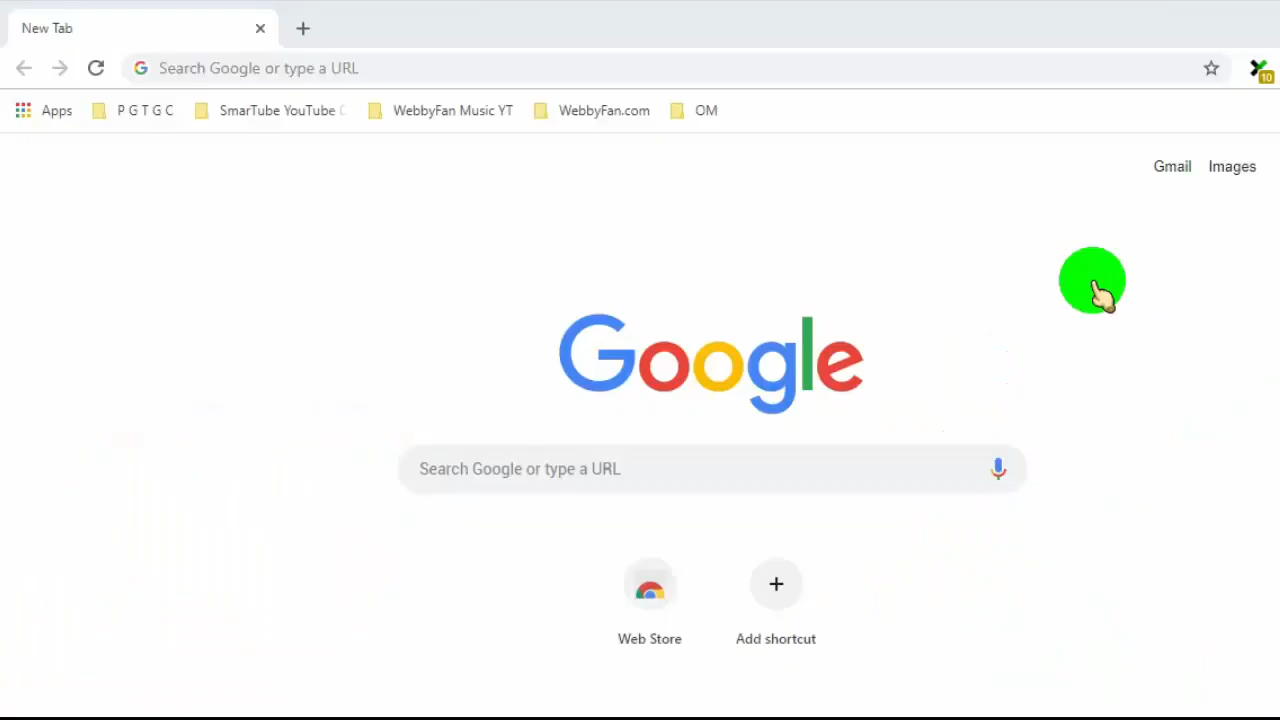 New Tab
Search Google or type a URL
10
Apps P G T G C SmarTube YouTube WebbyFan Music YT WebbyFan.com OM
Gmail Images
Google
Search Google or type a URL
Web Store Add shortcut